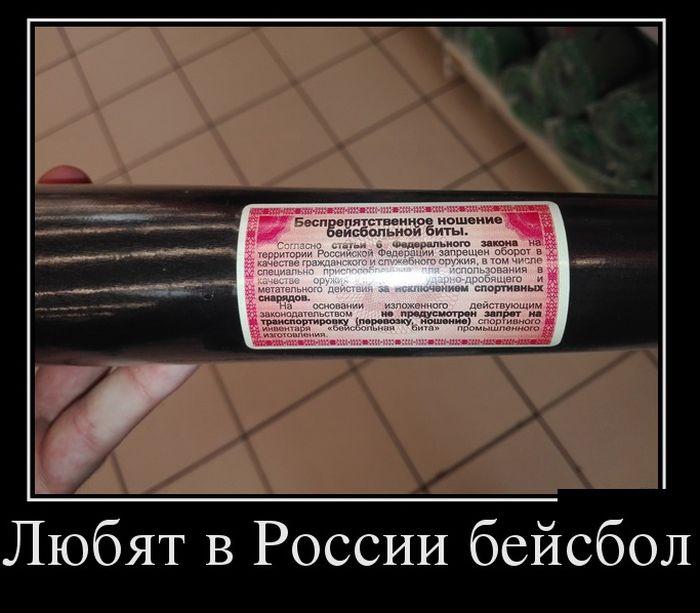 Беспрепятственное ношение
бейсбольной биты.
Согласно статьи 6 Федерального закона на
территории Российской Федерации запрещен оборот в
качестве гражданского и служебного оружия, в том числе
специально для использования в
качестве ударно-дробящего и
метательного действия за исключением спортивных
снарядов.
На основании изложенного действующим
законодательством не предусмотрен запрет на
транспортировку (перевозку, ношение) спортивного
инвентаря «бейсбольная бита» промышленного
изготовления.
Любят в России бейсбол